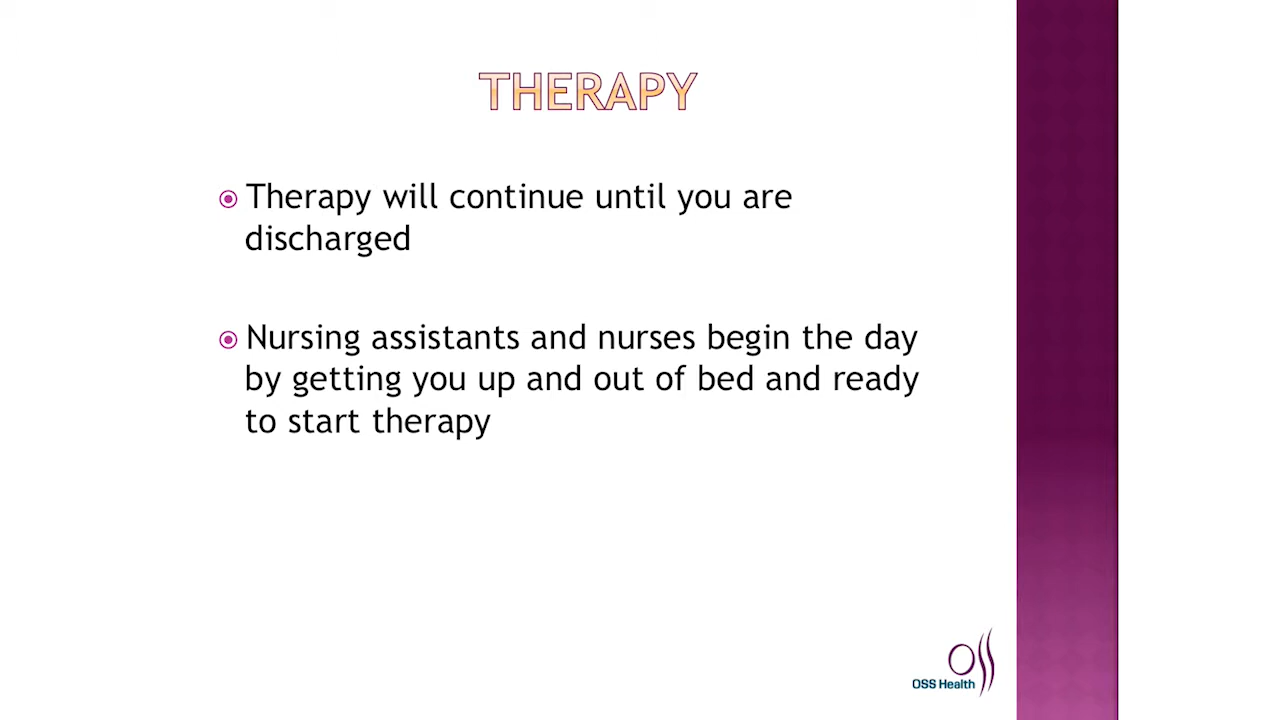 THERAPY
Therapy will continue until you are
discharged
Nursing assistants and nurses begin the day
by getting you up and out of bed and ready
to start therapy
OSS Health